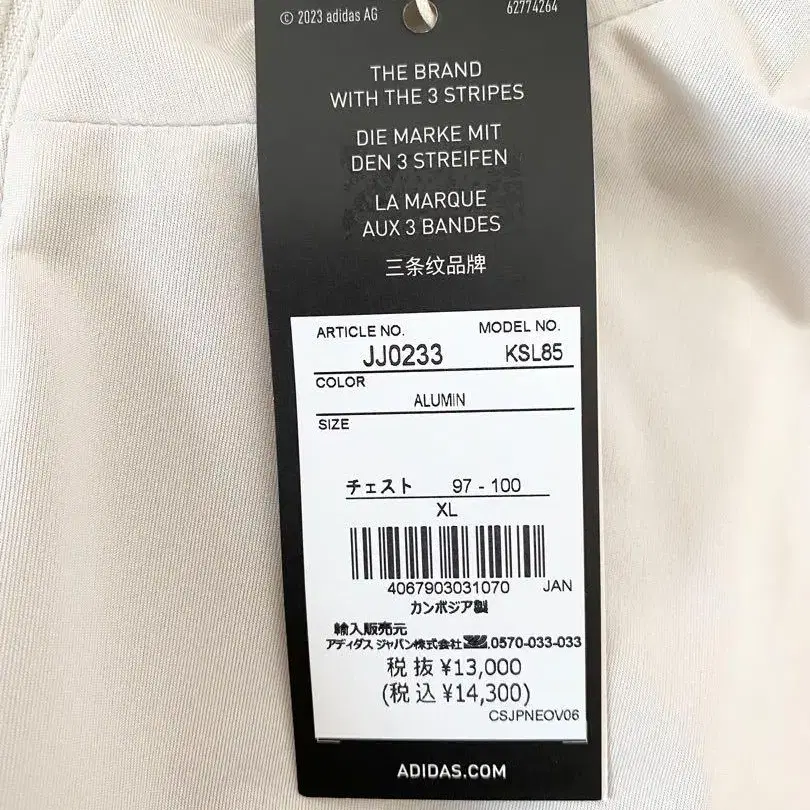 © 2023 adidas AG
62774264
THE BRAND
WITH THE 3 STRIPES
DIE MARKE MIT
DEN 3 STREIFEN
LA MARQUE
AUX 3 BANDES
三条纹品牌
ARTICLE NO. MODEL NO.
JJ0233 KSL85
COLOR
ALUMIN
SIZE
チェスト 97 - 100
XL
4067903031070 JAN
カンボジア製
輸入販売元
アディダス ジャパン株式会社 0570-033-033
税 抜 ¥13,000
(税 込 ¥14,300)
CSJPNEOV06
ADIDAS.COM